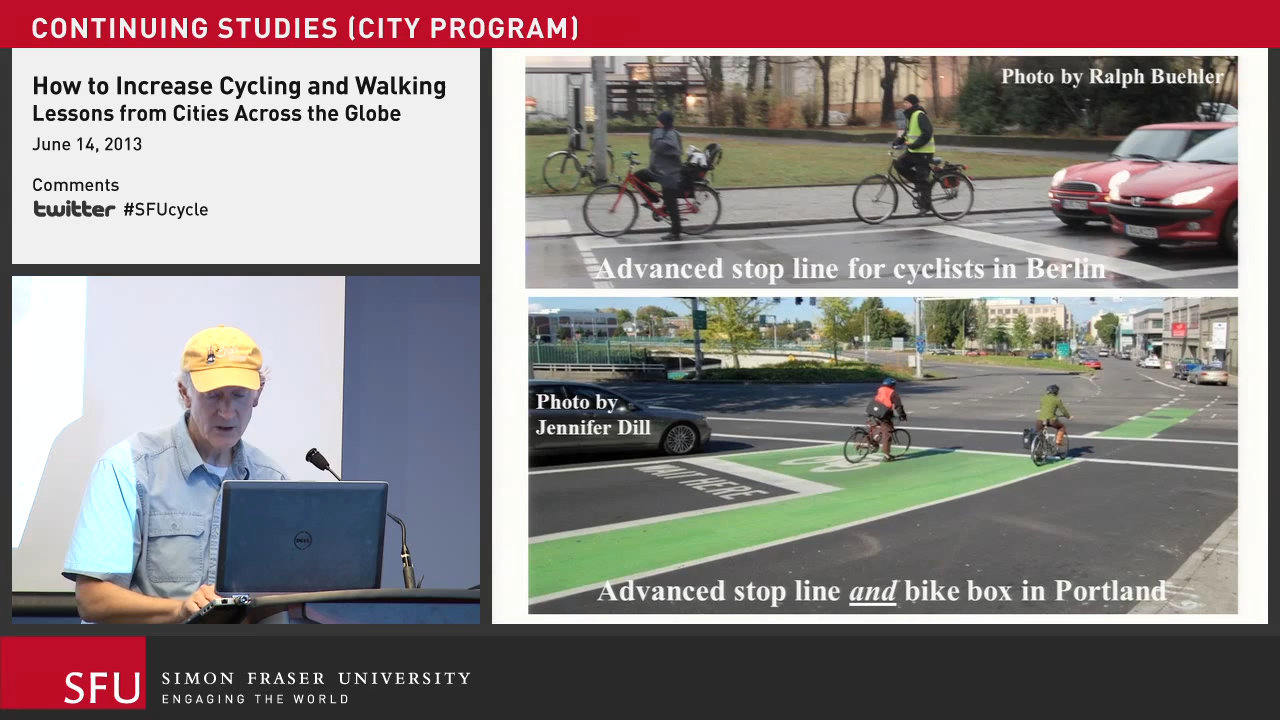 CONTINUING STUDIES (CITY PROGRAM)
How to Increase Cycling and Walking
Lessons from Cities Across the Globe
June 14, 2013
Comments
twitter #SFUcycle
Photo by Ralph Buehler
Advanced stop line for cyclists in Berlin
Photo by
Jennifer Dill
WAIT HERE
Advanced stop line and bike box in Portland
DELL
SFU SIMON FRASER UNIVERSITY
ENGAGING THE WORLD